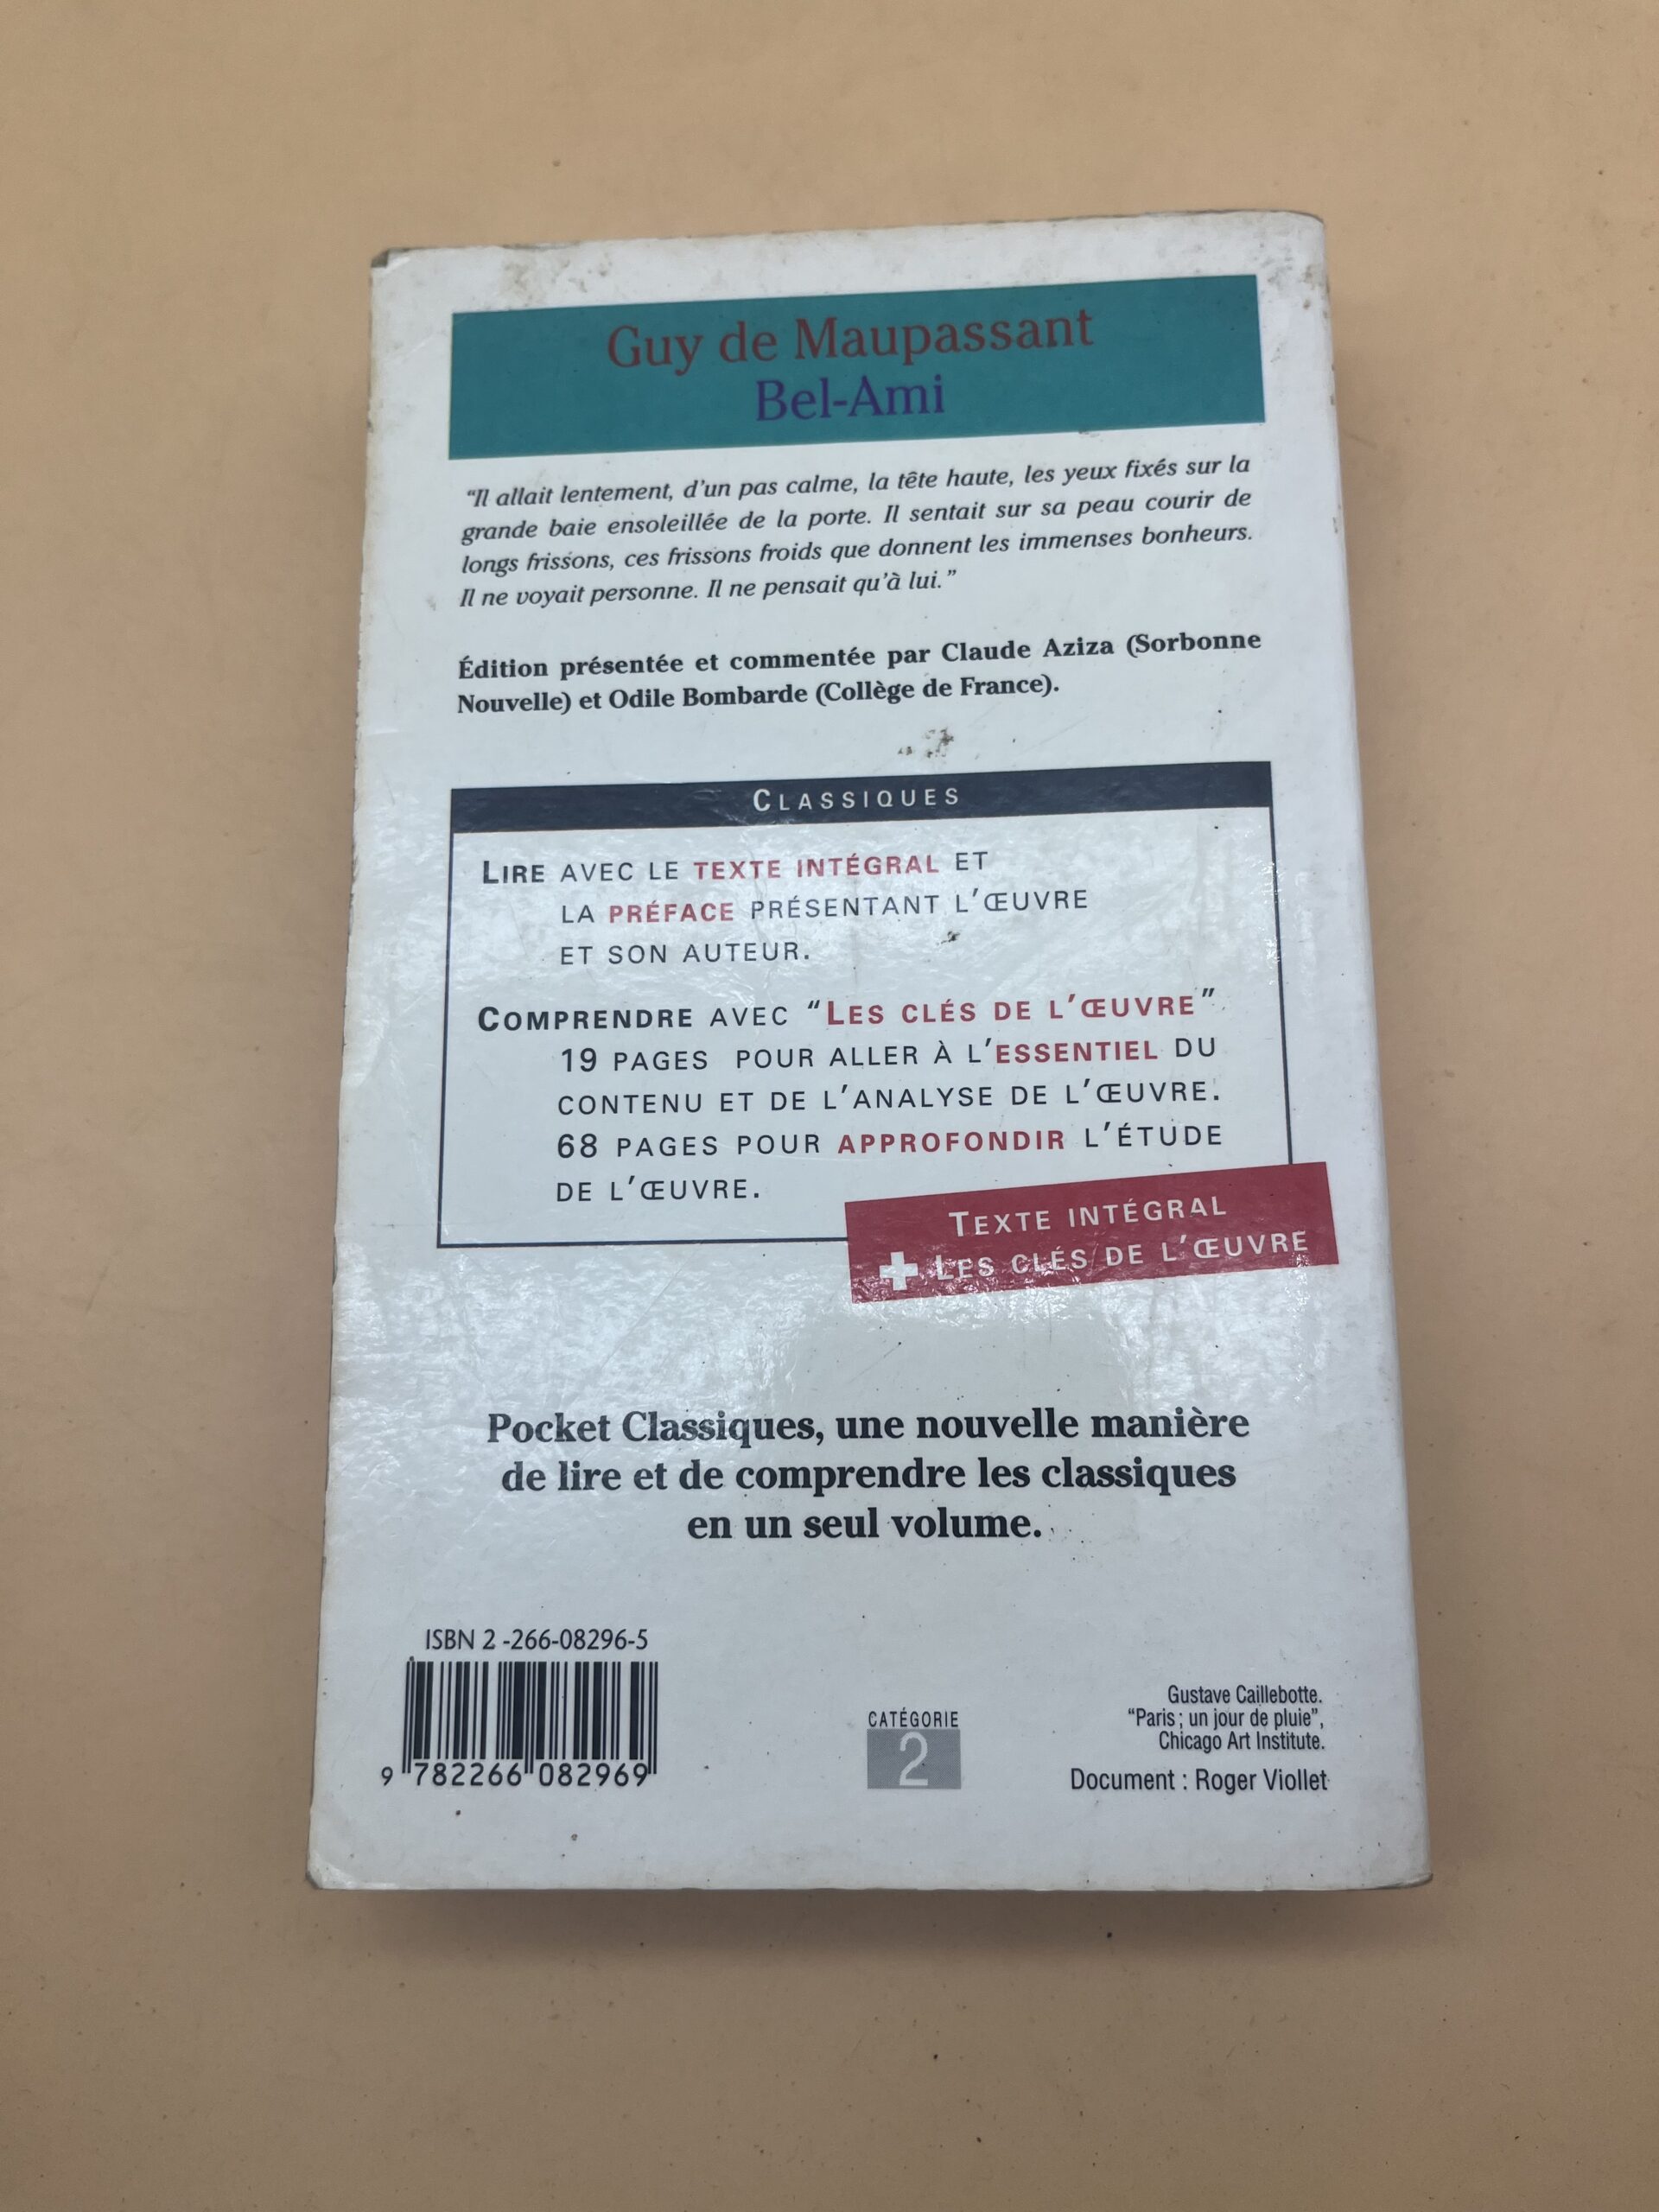 Guy de Maupassant
Bel-Ami
“Il allait lentement, d’un pas calme, la tête haute, les yeux fixés sur la
grande baie ensoleillée de la porte. Il sentait sur sa peau courir de
longs frissons, ces frissons froids que donnent les immenses bonheurs.
Il ne voyait personne. Il ne pensait qu’à lui.”
Édition présentée et commentée par Claude Aziza (Sorbonne
Nouvelle) et Odile Bombarde (Collège de France).
CLASSIQUES
LIRE AVEC LE TEXTE INTÉGRAL ET
LA PRÉFACE PRÉSENTANT L’ŒUVRE
ET SON AUTEUR.
COMPRENDRE AVEC “LES CLÉS DE L’ŒUVRE”
19 PAGES POUR ALLER À L’ESSENTIEL DU
CONTENU ET DE L’ANALYSE DE L’ŒUVRE.
68 PAGES POUR APPROFONDIR L’ÉTUDE
DE L’ŒUVRE.
TEXTE INTÉGRAL
+ LES CLÉS DE L’ŒUVRE
Pocket Classiques, une nouvelle manière
de lire et de comprendre les classiques
en un seul volume.
ISBN 2 -266-08296-5
9 782266 082969
CATÉGORIE
2
Gustave Caillebotte.
“Paris ; un jour de pluie”,
Chicago Art Institute.
Document : Roger Viollet